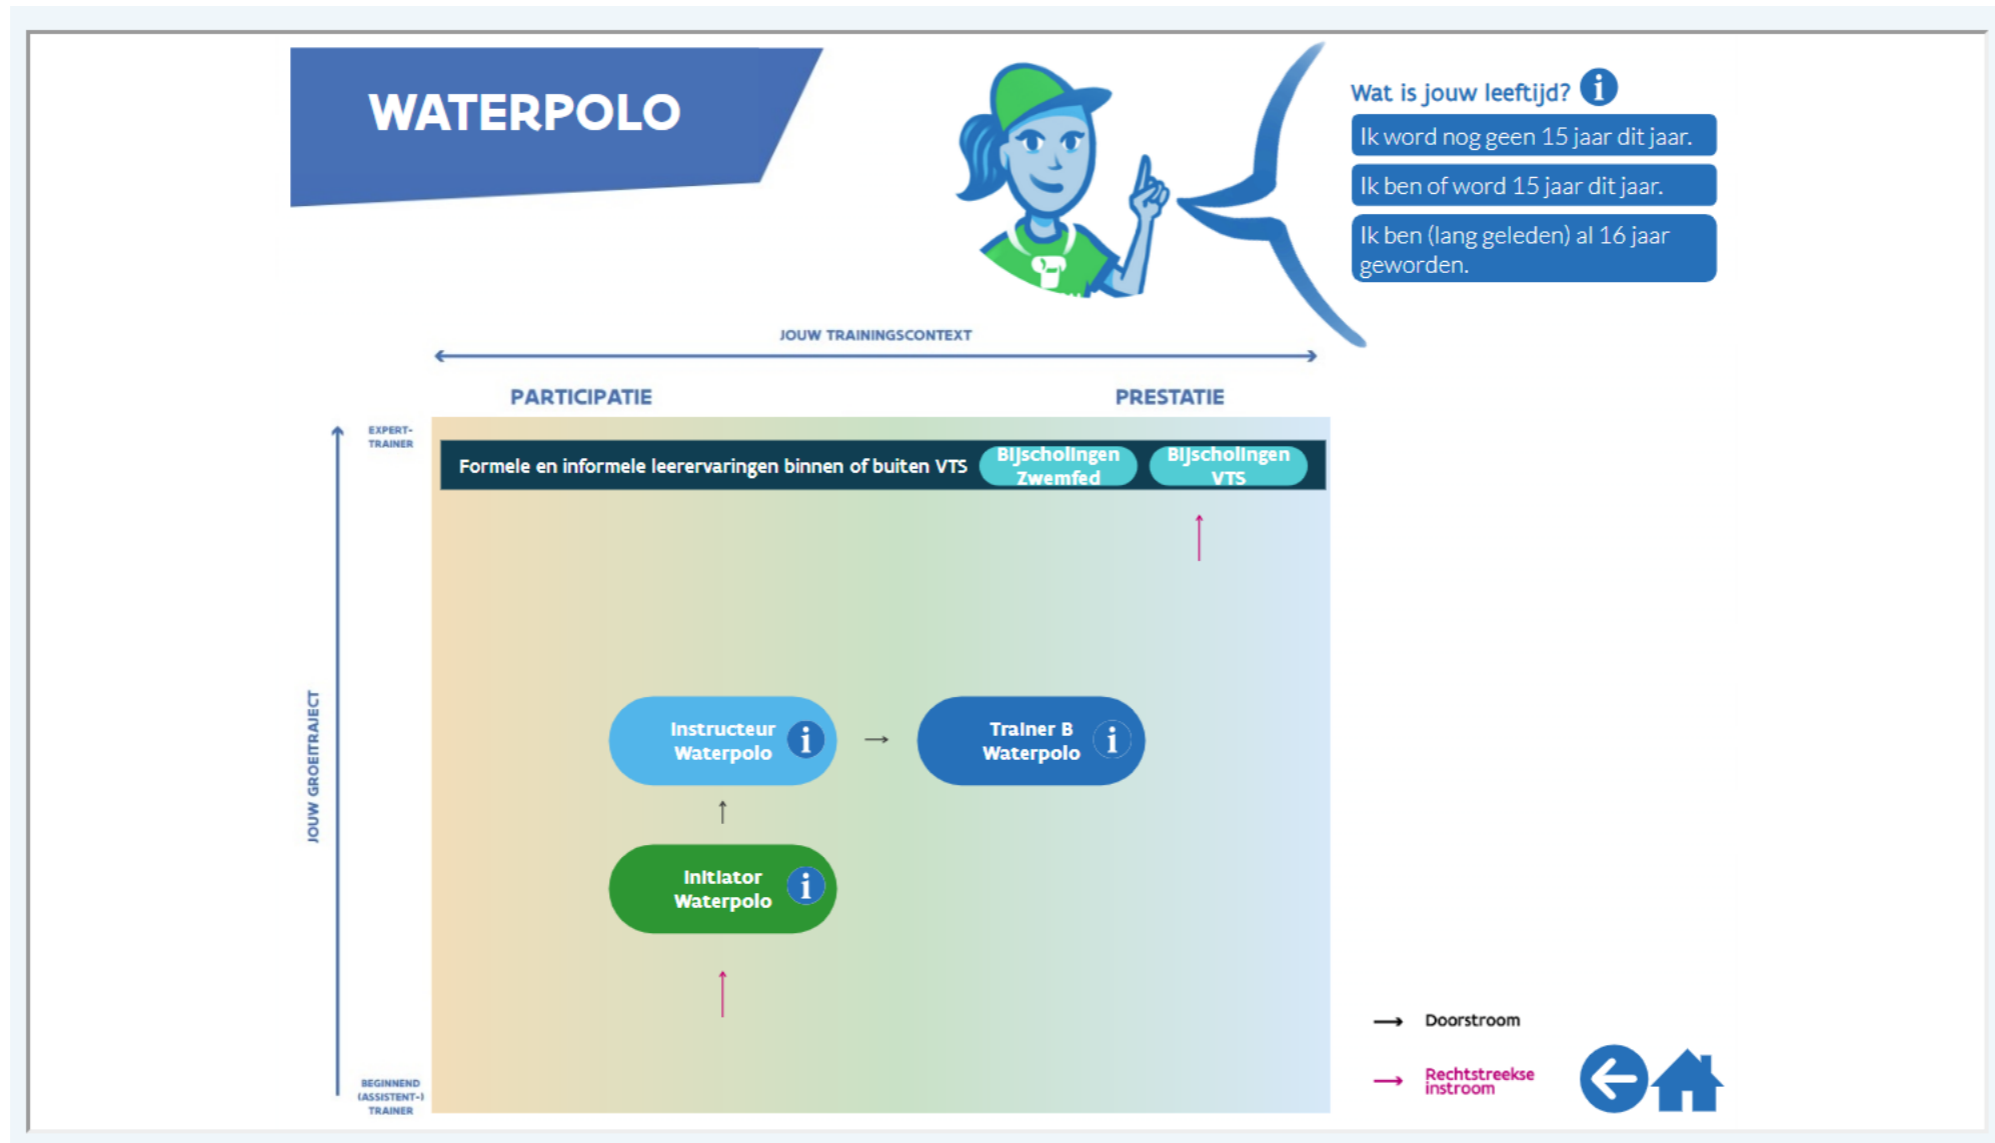 WATERPOLO
Wat is jouw leeftijd? i
Ik word nog geen 15 jaar dit jaar.
Ik ben of word 15 jaar dit jaar.
Ik ben (lang geleden) al 16 jaar
geworden.
JOUW TRAININGSCONTEXT
PARTICIPATIE
PRESTATIE
EXPERT-
TRAINER
Formele en informele leerervaringen binnen of buiten VTS
Bijscholingen
Zwemfed
Bijscholingen
VTS
JOUW GROEITRAJECT
Instructeur
Waterpolo
i
Trainer B
Waterpolo
i
Initiator
Waterpolo
i
BEGINNEND
(ASSISTENT-)
TRAINER
Doorstroom
Rechtstreekse
instroom